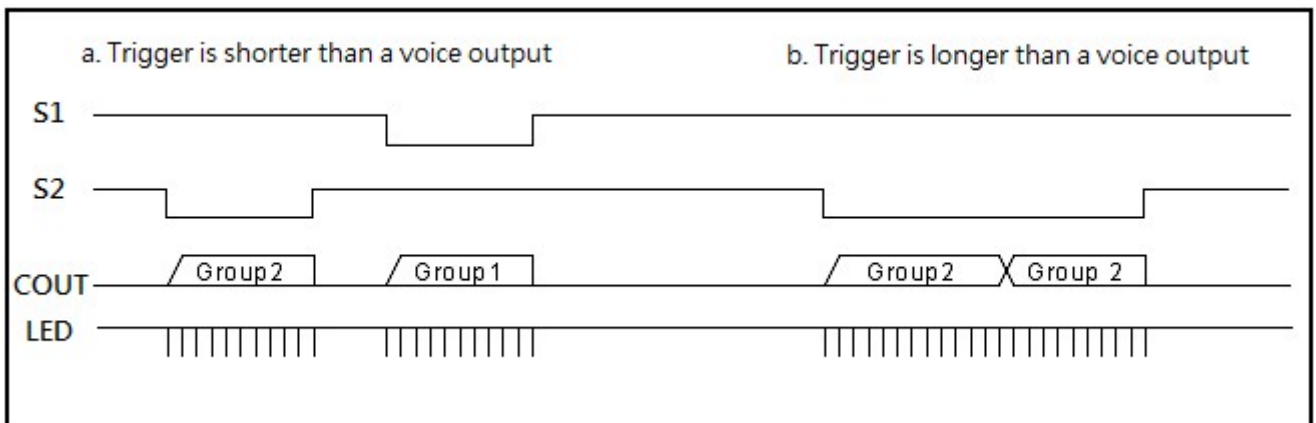 a. Trigger is shorter than a voice output
b. Trigger is longer than a voice output
S1
S2
COUT
Group2
Group1
Group2
Group 2
LED